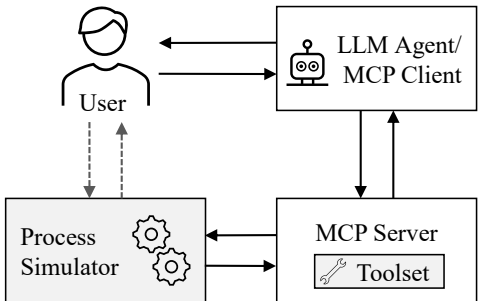 LLM Agent/
MCP Client
User
Process
Simulator
MCP Server
Toolset